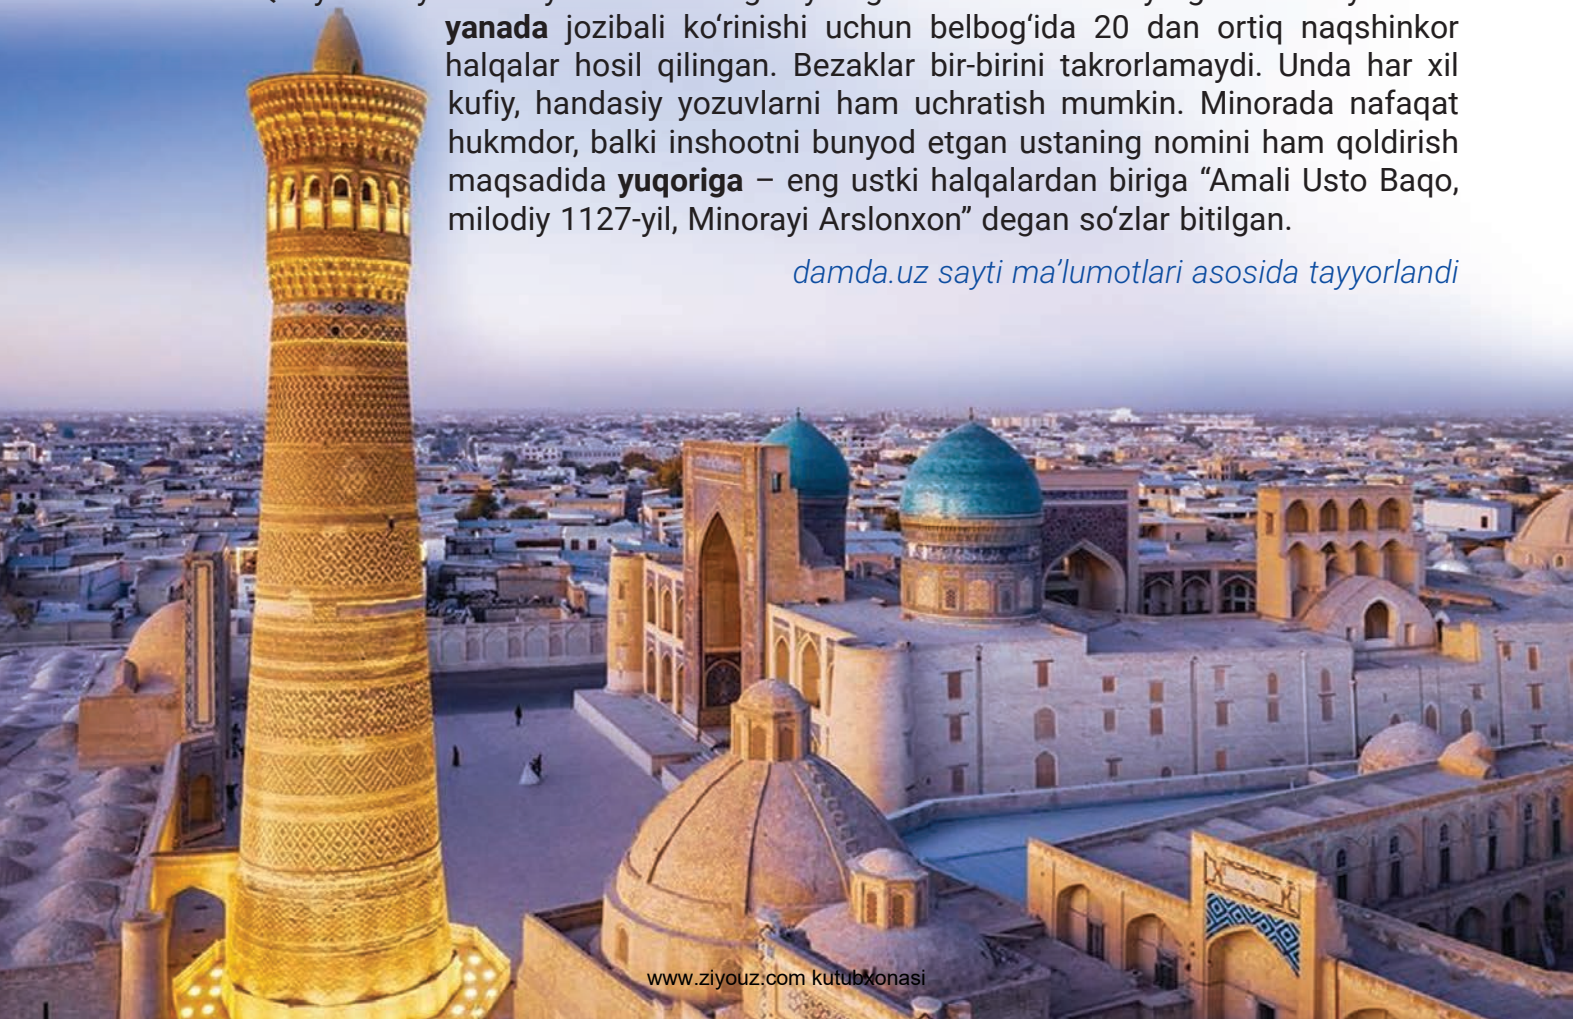 yanada jozibali ko‘rinishi uchun belbog‘ida 20 dan ortiq naqshinkor
halqalar hosil qilingan. Bezaklar bir-birini takrorlamaydi. Unda har xil
kufiy, handasiy yozuvlarni ham uchratish mumkin. Minorada nafaqat
hukmdor, balki inshootni bunyod etgan ustaning nomini ham qoldirish
maqsadida yuqoriga – eng ustki halqalardan biriga “Amali Usto Baqo,
milodiy 1127-yil, Minorayi Arslonxon” degan so‘zlar bitilgan.
damda.uz sayti ma’lumotlari asosida tayyorlandi
www.ziyouz.com kutubxonasi